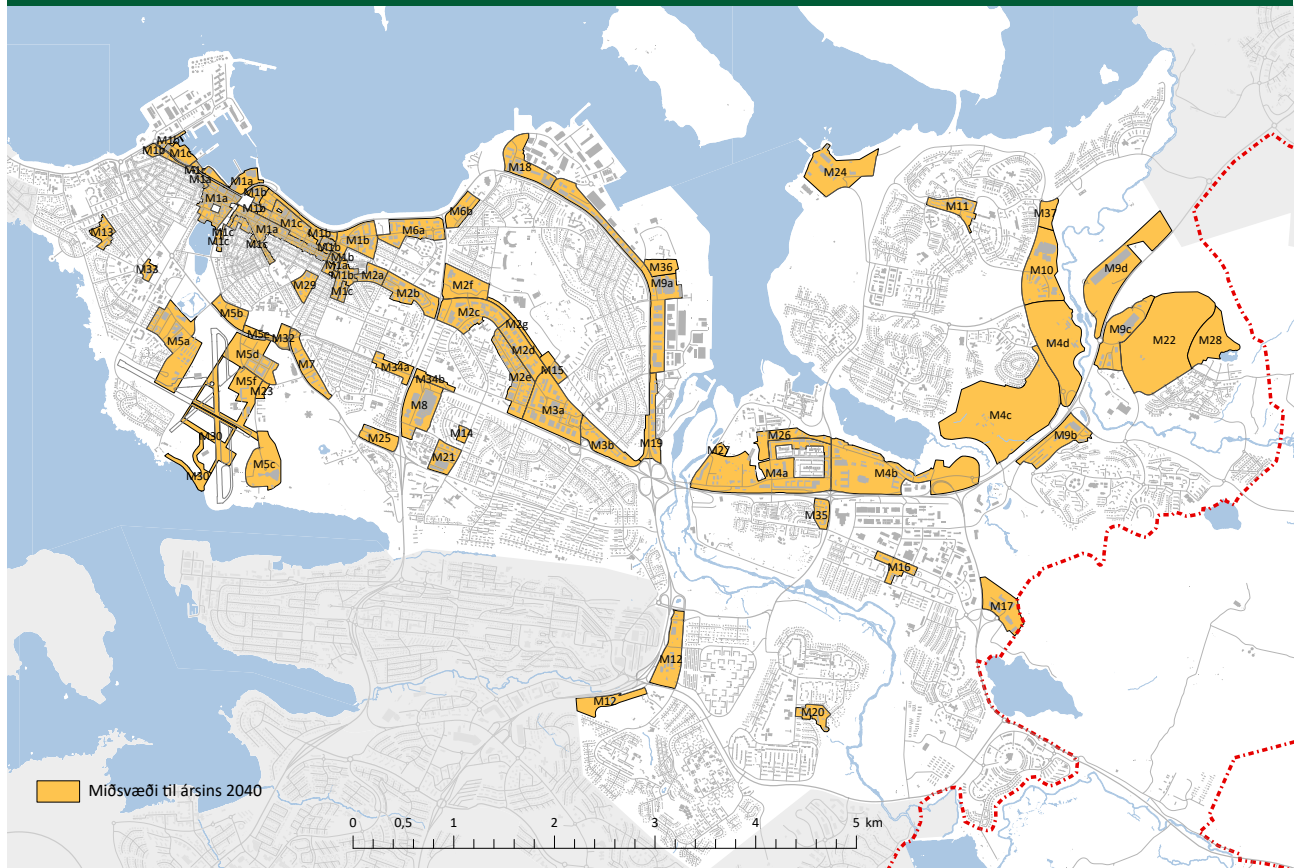 M1b
M1b
M1c
M1c
M1a
M1a
M1a
M1b
M1b
M1c
M1a
M1c
M1c
M1c
M1b
M1b
M1b
M4b
M1a
M1b
M1c
M2a
M2b
M6a
M6b
M18
M24
M11
M37
M10
M9d
M9c
M22
M28
M4d
M4c
M9b
M13
M33
M29
M36
M9a
M2f
M2c
M2g
M2d
M2e
M15
M3a
M3b
M19
M5a
M5b
M5e
M32
M5d
M7
M5f
M23
M30
M30
M5c
M34a
M34b
M8
M14
M25
M21
M27
M26
M4a
M4b
M35
M16
M17
M12
M12
M20
Miðsvæði til ársins 2040
0 0,5 1 2 3 4 5 km